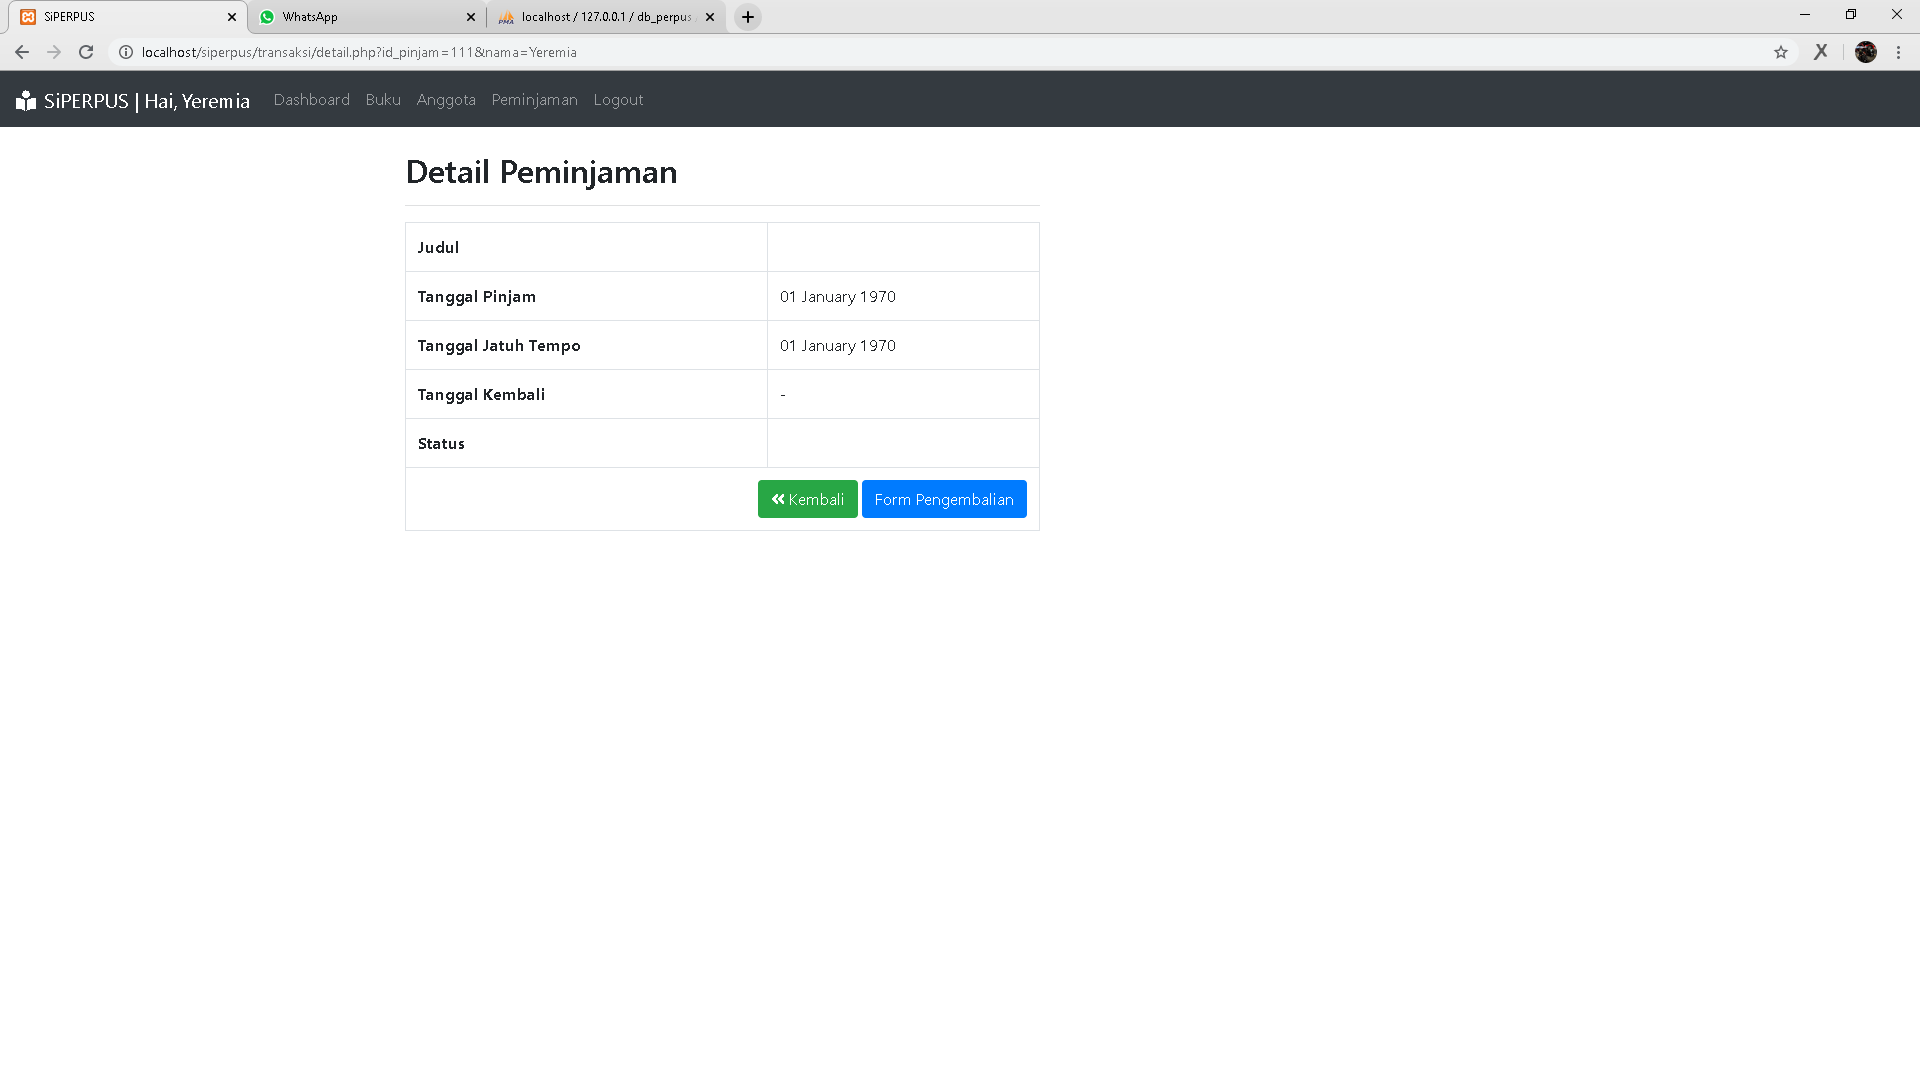 SiPERPUS
WhatsApp
localhost / 127.0.0.1 / db_perpus
localhost/siperpus/transaksi/detail.php?id_pinjam=111&nama=Yeremia
SiPERPUS | Hai, Yeremia Dashboard Buku Anggota Peminjaman Logout
Detail Peminjaman
Judul
Tanggal Pinjam 01 January 1970
Tanggal Jatuh Tempo 01 January 1970
Tanggal Kembali -
Status
Kembali Form Pengembalian